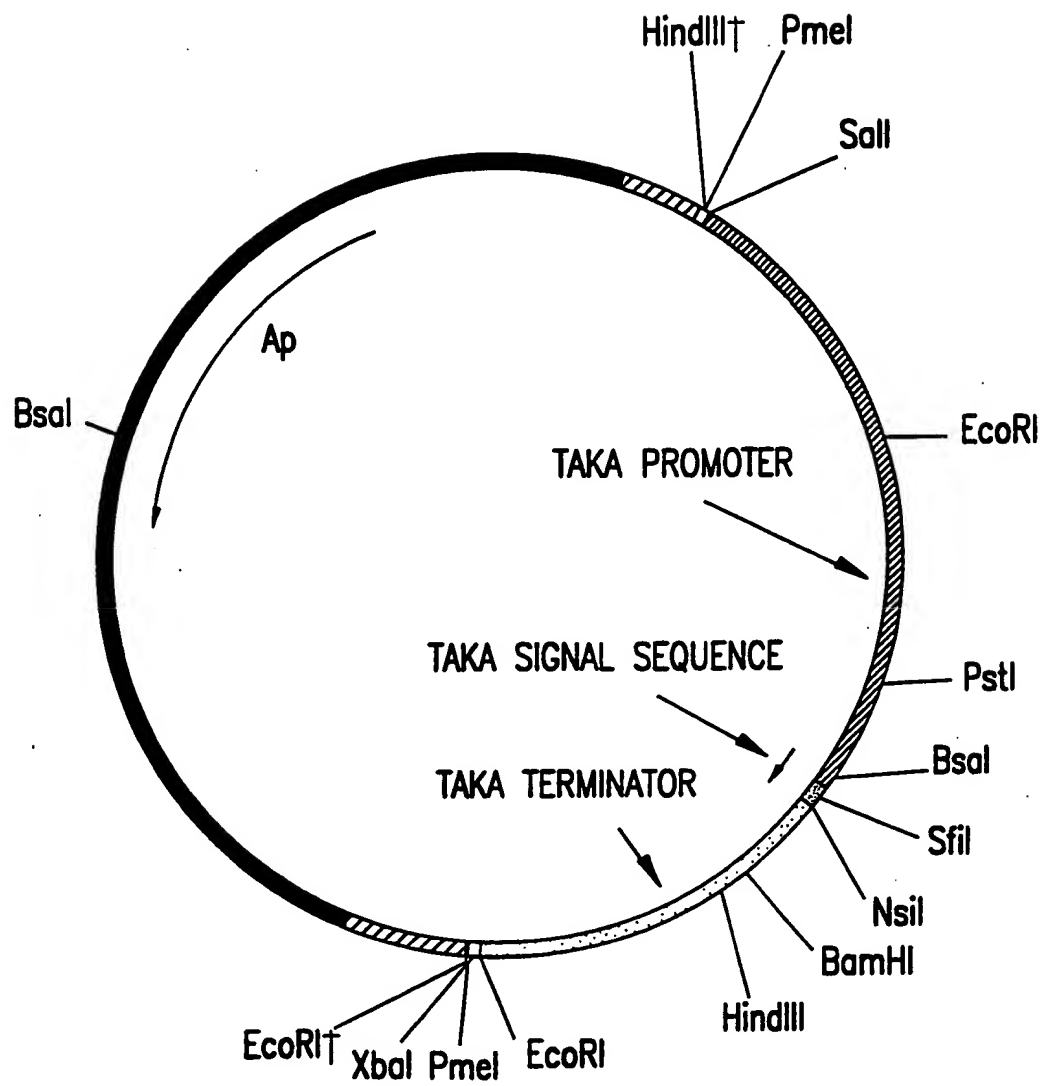 HindIII† PmeI
SalI
Ap
BsaI
EcoRI
TAKA PROMOTER
TAKA SIGNAL SEQUENCE
PstI
BsaI
TAKA TERMINATOR
SfiI
NsiI
BamHI
HindIII
EcoRI†
XbaI PmeI EcoRI